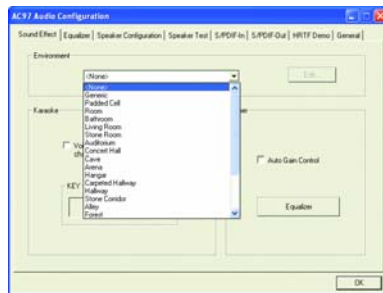 AC97 Audio Configuration
Sound Effect | Equalizer | Speaker Configuration | Speaker Test | S/PDIF-In | S/PDIF-Out | HRTF Demo | General
Environment
<None>
Edit
<None>
Generic
Padded Cell
Room
Bathroom
Living Room
Stone Room
Auditorium
Concert Hall
Cave
Arena
Hangar
Carpeted Hallway
Hallway
Stone Corridor
Alley
Forest
Karaoke
KEY
Auto Gain Control
Equalizer
OK